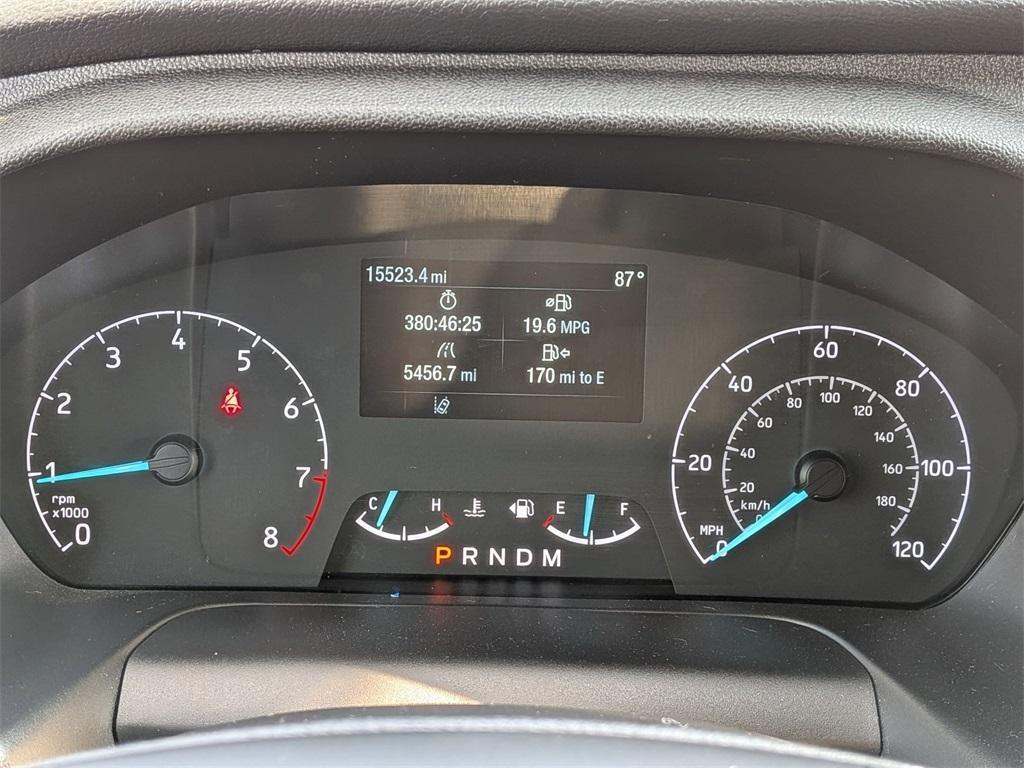 15523.4 mi 87°
380:46:25 19.6 MPG
5456.7 mi 170 mi to E
0 1 2 3 4 5 6 7 8
rpm
x1000
C H E F
P R N D M
0 20 40 60 80 100 120
MPH
0 20 40 60 80 100 120 140 160 180
km/h